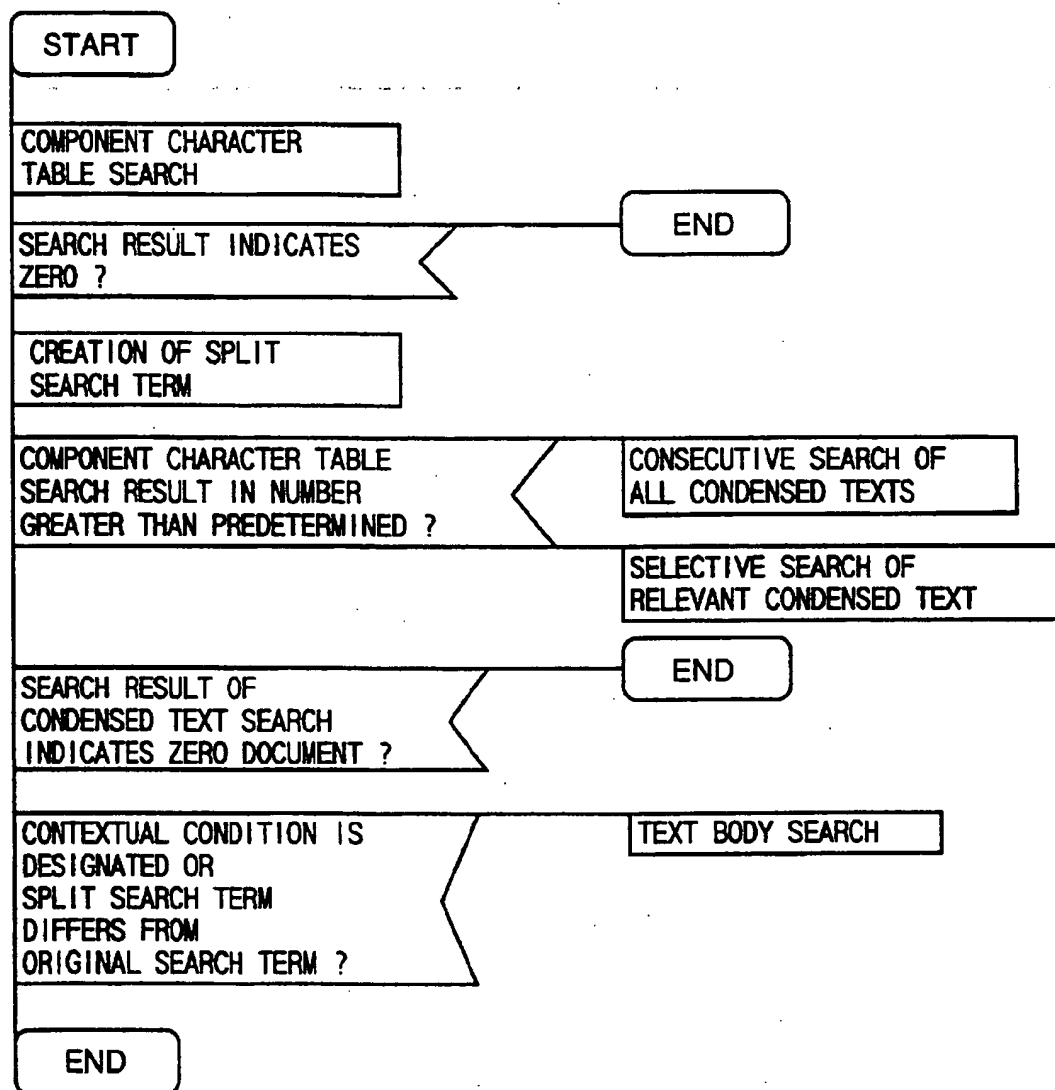 START
COMPONENT CHARACTER
TABLE SEARCH
SEARCH RESULT INDICATES
ZERO ?
END
CREATION OF SPLIT
SEARCH TERM
COMPONENT CHARACTER TABLE
SEARCH RESULT IN NUMBER
GREATER THAN PREDETERMINED ?
CONSECUTIVE SEARCH OF
ALL CONDENSED TEXTS
SELECTIVE SEARCH OF
RELEVANT CONDENSED TEXT
SEARCH RESULT OF
CONDENSED TEXT SEARCH
INDICATES ZERO DOCUMENT ?
END
CONTEXTUAL CONDITION IS
DESIGNATED OR
SPLIT SEARCH TERM
DIFFERS FROM
ORIGINAL SEARCH TERM ?
TEXT BODY SEARCH
END